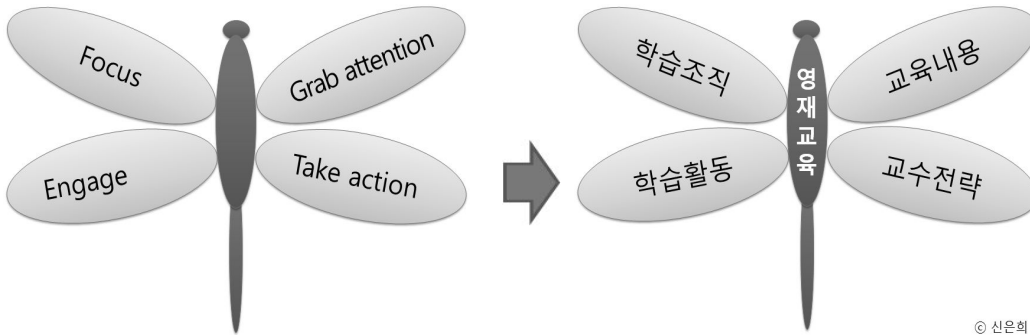 Focus
Grab attention
Engage
Take action
학습조직
영재교육
교육내용
학습활동
교수전략
© 신은희